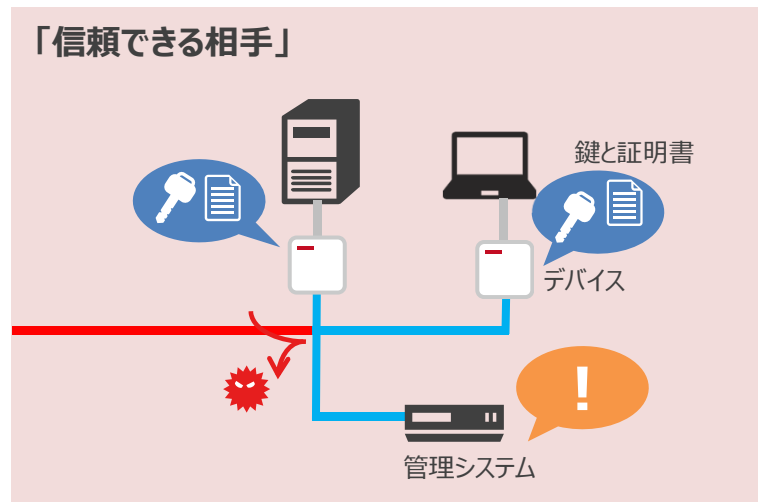 「信頼できる相手」
鍵と証明書
デバイス
!
管理システム